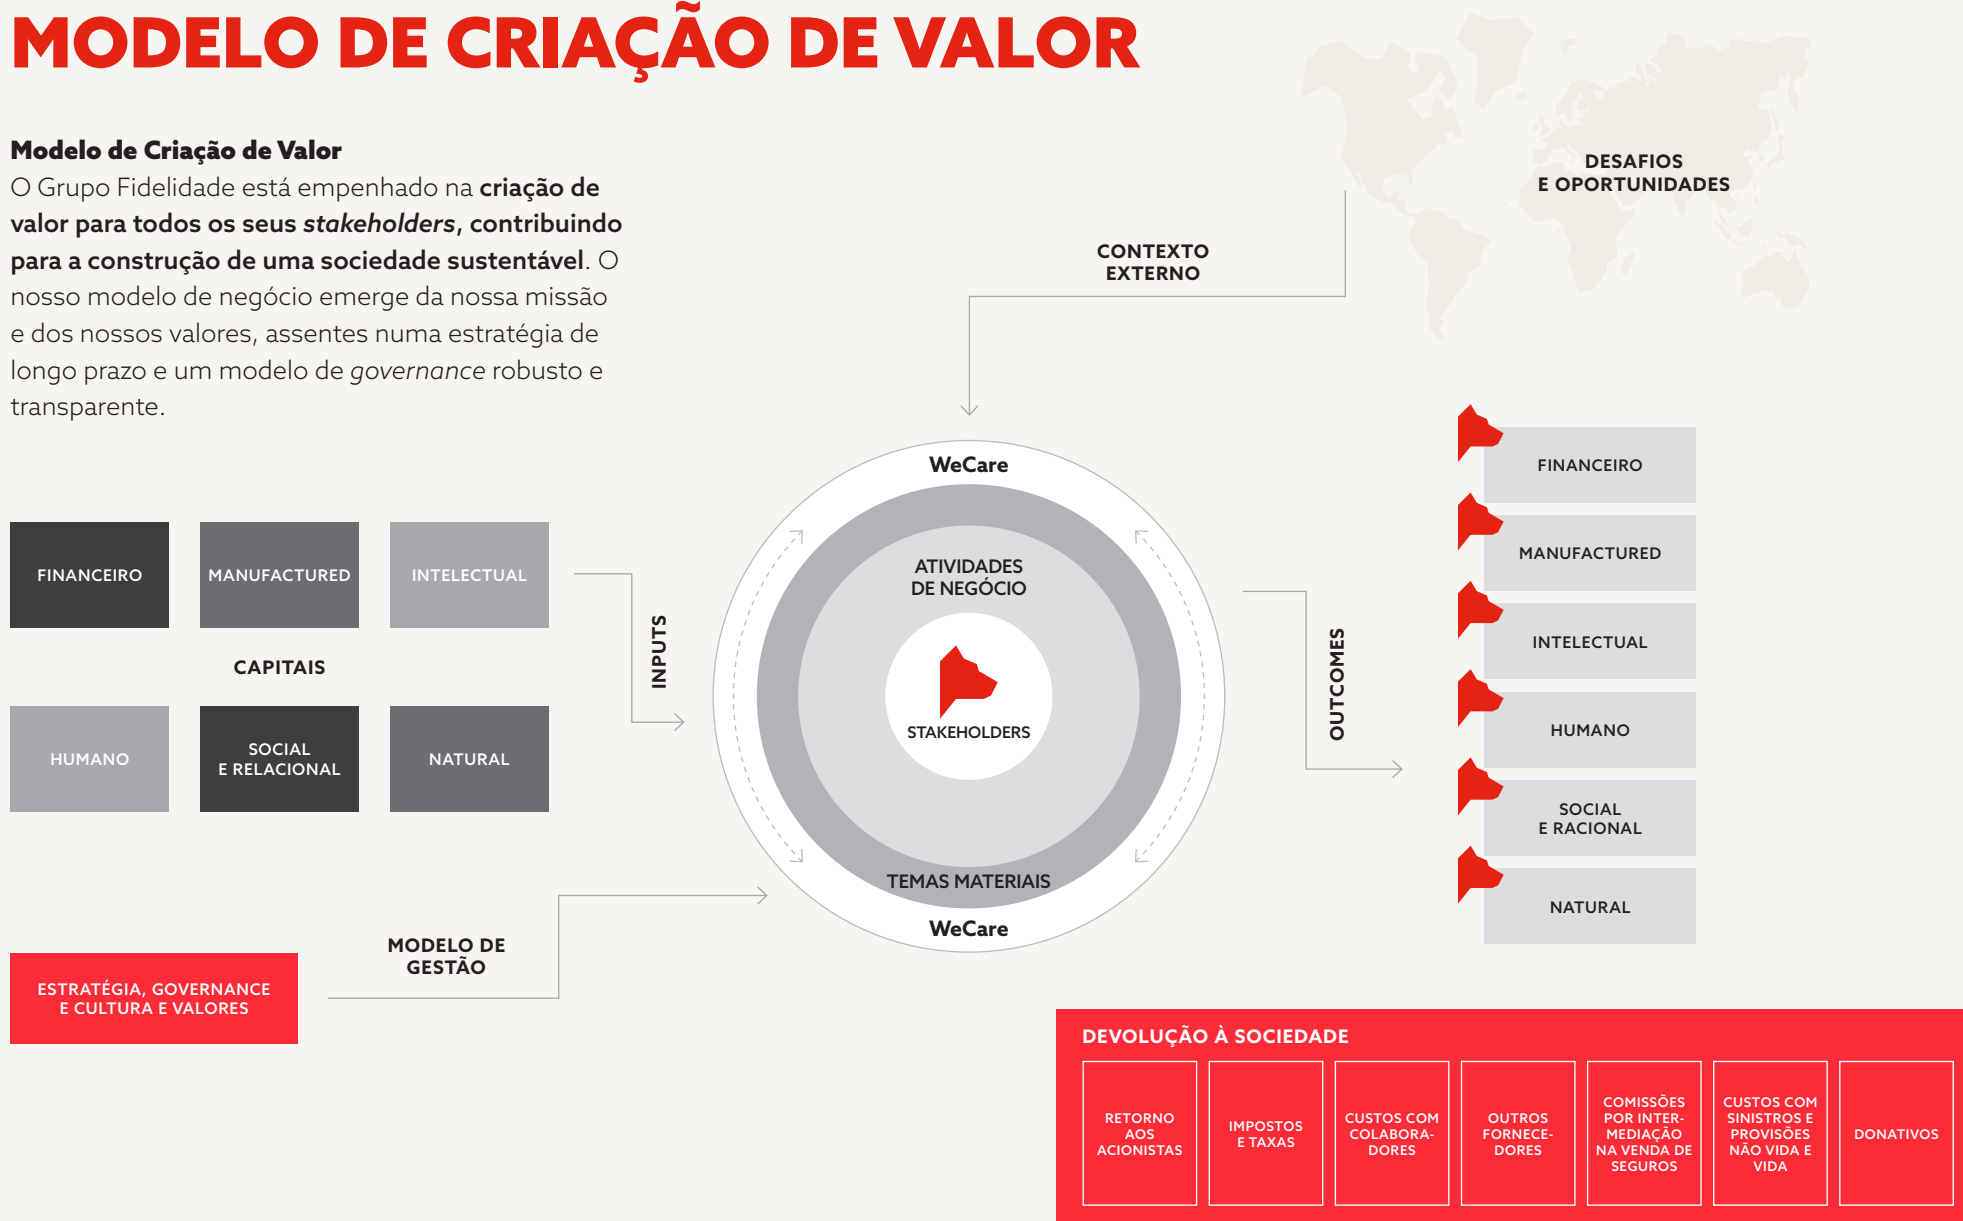 MODELO DE CRIAÇÃO DE VALOR
Modelo de Criação de Valor
O Grupo Fidelidade está empenhado na criação de
valor para todos os seus stakeholders, contribuindo
para a construção de uma sociedade sustentável. O
nosso modelo de negócio emerge da nossa missão
e dos nossos valores, assentes numa estratégia de
longo prazo e um modelo de governance robusto e
transparente.
DESAFIOS
E OPORTUNIDADES
CONTEXTO
EXTERNO
FINANCEIRO
MANUFACTURED
INTELECTUAL
CAPITAIS
HUMANO
SOCIAL
E RELACIONAL
NATURAL
INPUTS
ESTRATÉGIA, GOVERNANCE
E CULTURA E VALORES
MODELO DE
GESTÃO
WeCare
ATIVIDADES
DE NEGÓCIO
STAKEHOLDERS
TEMAS MATERIAIS
WeCare
OUTCOMES
FINANCEIRO
MANUFACTURED
INTELECTUAL
HUMANO
SOCIAL
E RACIONAL
NATURAL
DEVOLUÇÃO À SOCIEDADE
RETORNO
AOS
ACIONISTAS
IMPOSTOS
E TAXAS
CUSTOS COM
COLABORA-
DORES
OUTROS
FORNECE-
DORES
COMISSÕES
POR INTER-
MEDIAÇÃO
NA VENDA DE
SEGUROS
CUSTOS COM
SINISTROS E
PROVISÕES
NÃO VIDA E
VIDA
DONATIVOS